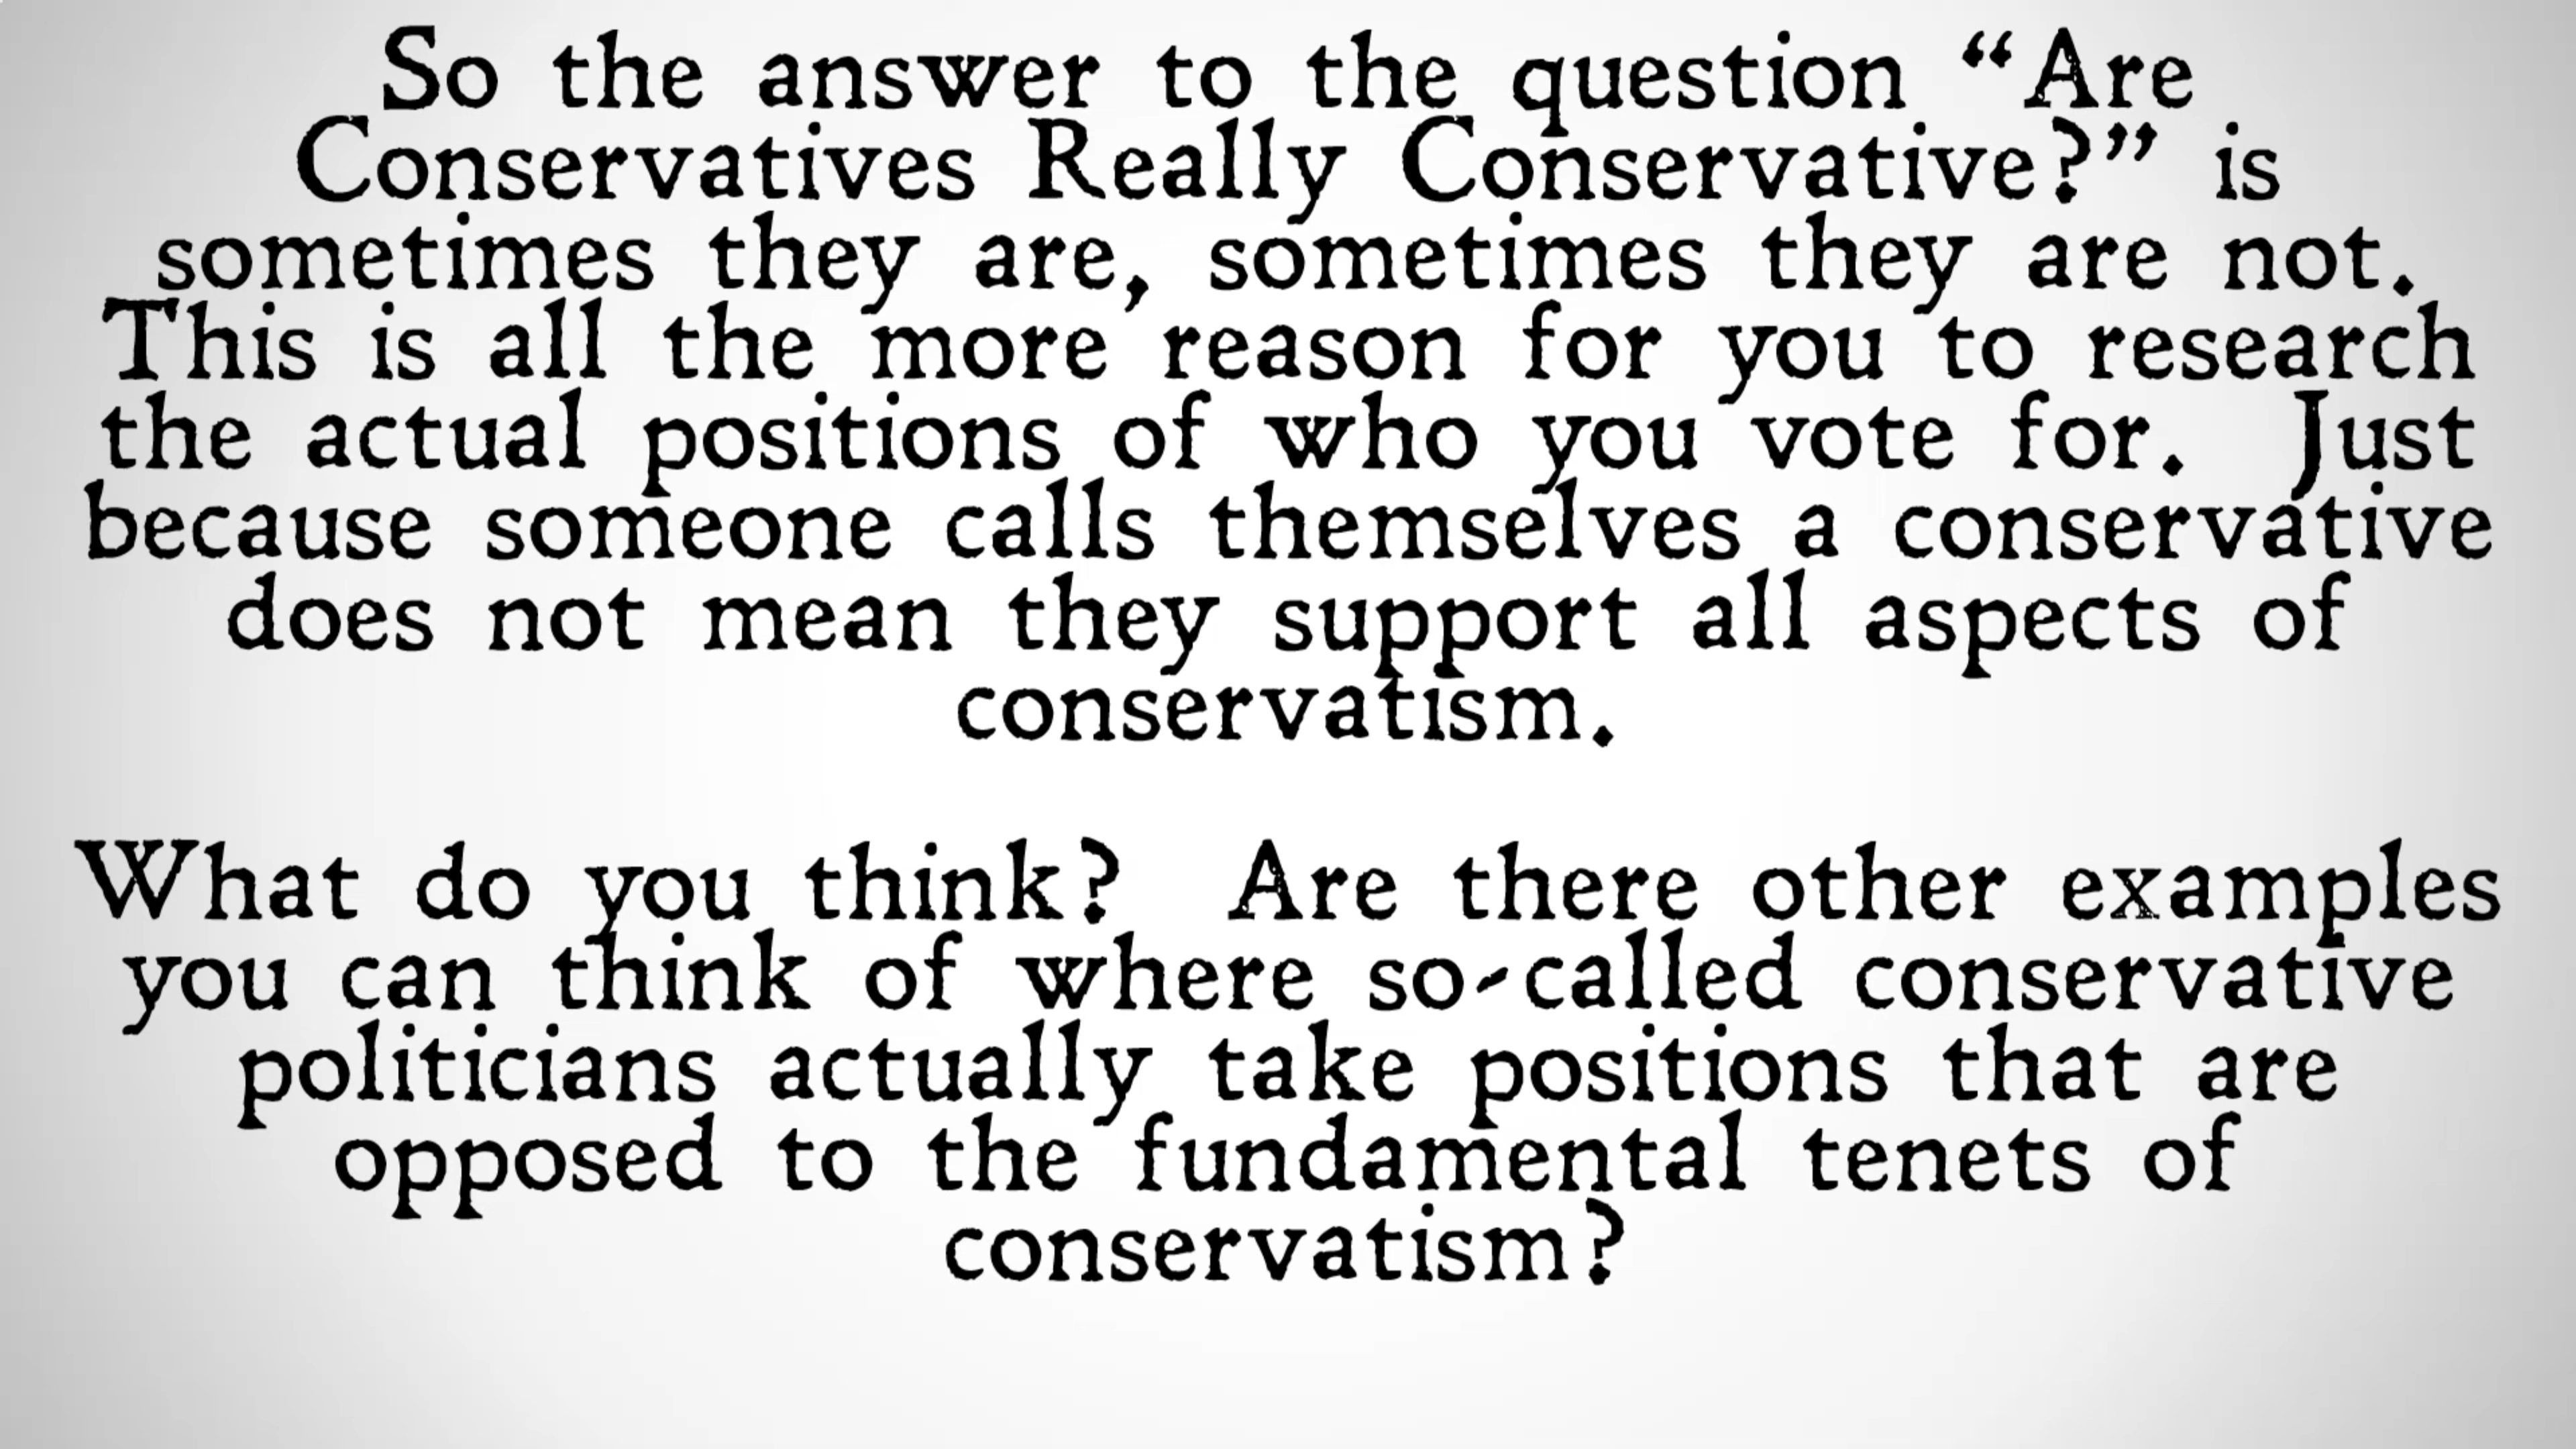 So the answer to the question “Are
Conservatives Really Conservative?” is
sometimes they are, sometimes they are not.
This is all the more reason for you to research
the actual positions of who you vote for. Just
because someone calls themselves a conservative
does not mean they support all aspects of
conservatism.
What do you think? Are there other examples
you can think of where so-called conservative
politicians actually take positions that are
opposed to the fundamental tenets of
conservatism?